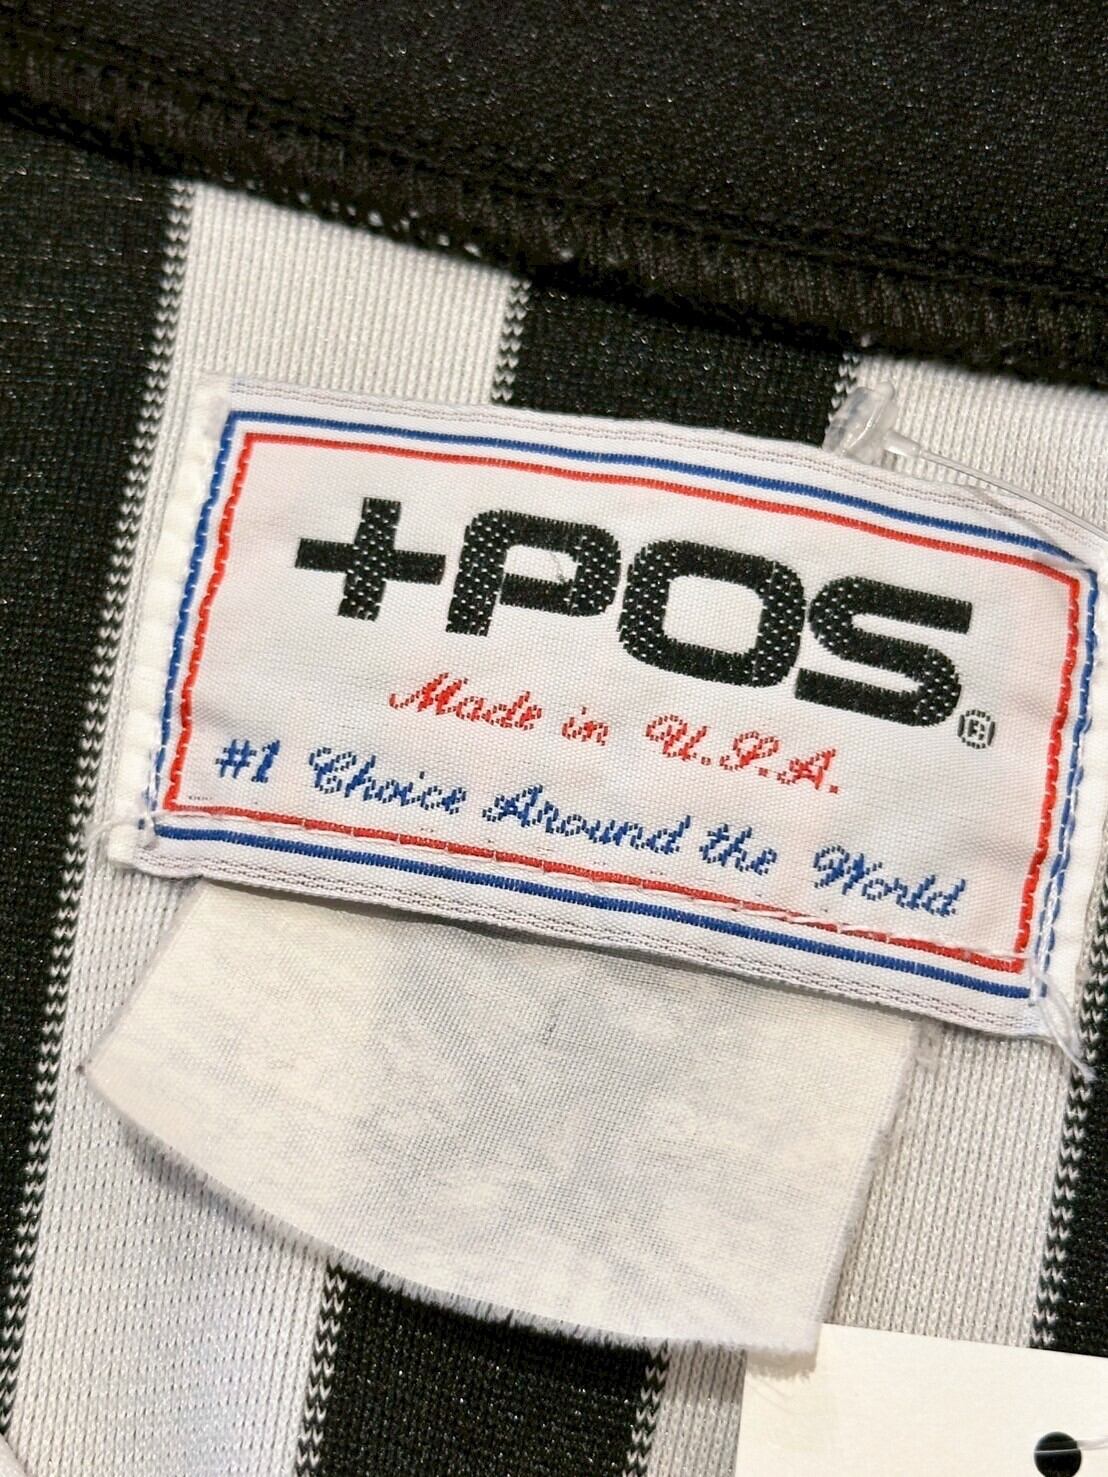 +POS®
Made in U.S.A.
#1 Choice Around the World